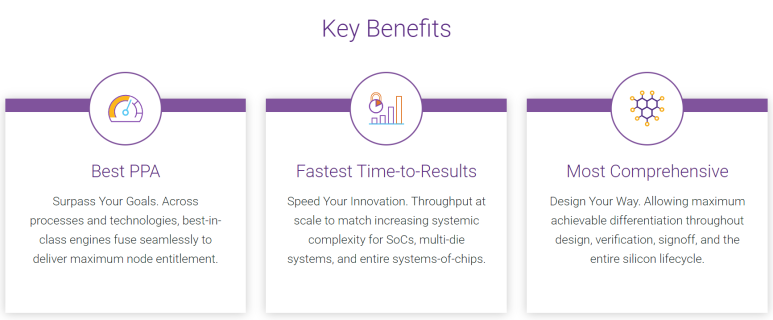 Key Benefits
Best PPA
Surpass Your Goals. Across
processes and technologies, best-in-
class engines fuse seamlessly to
deliver maximum node entitlement.
Fastest Time-to-Results
Speed Your Innovation. Throughput at
scale to match increasing systemic
complexity for SoCs, multi-die
systems, and entire systems-of-chips.
Most Comprehensive
Design Your Way. Allowing maximum
achievable differentiation throughout
design, verification, signoff, and the
entire silicon lifecycle.